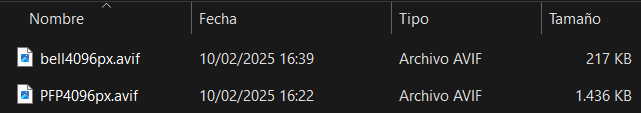 Nombre Fecha Tipo Tamaño
bell4096px.avif 10/02/2025 16:39 Archivo AVIF 217 KB
PFP4096px.avif 10/02/2025 16:22 Archivo AVIF 1.436 KB